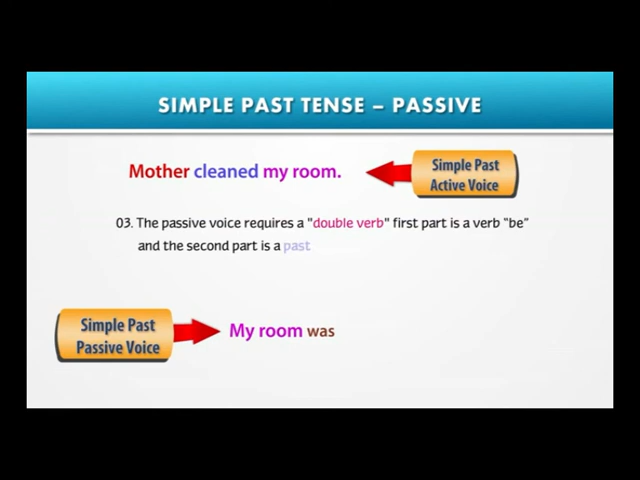 SIMPLE PAST TENSE – PASSIVE
Mother cleaned my room.
Simple Past
Active Voice
03. The passive voice requires a "double verb" first part is a verb "be"
and the second part is a past
Simple Past
Passive Voice
My room was